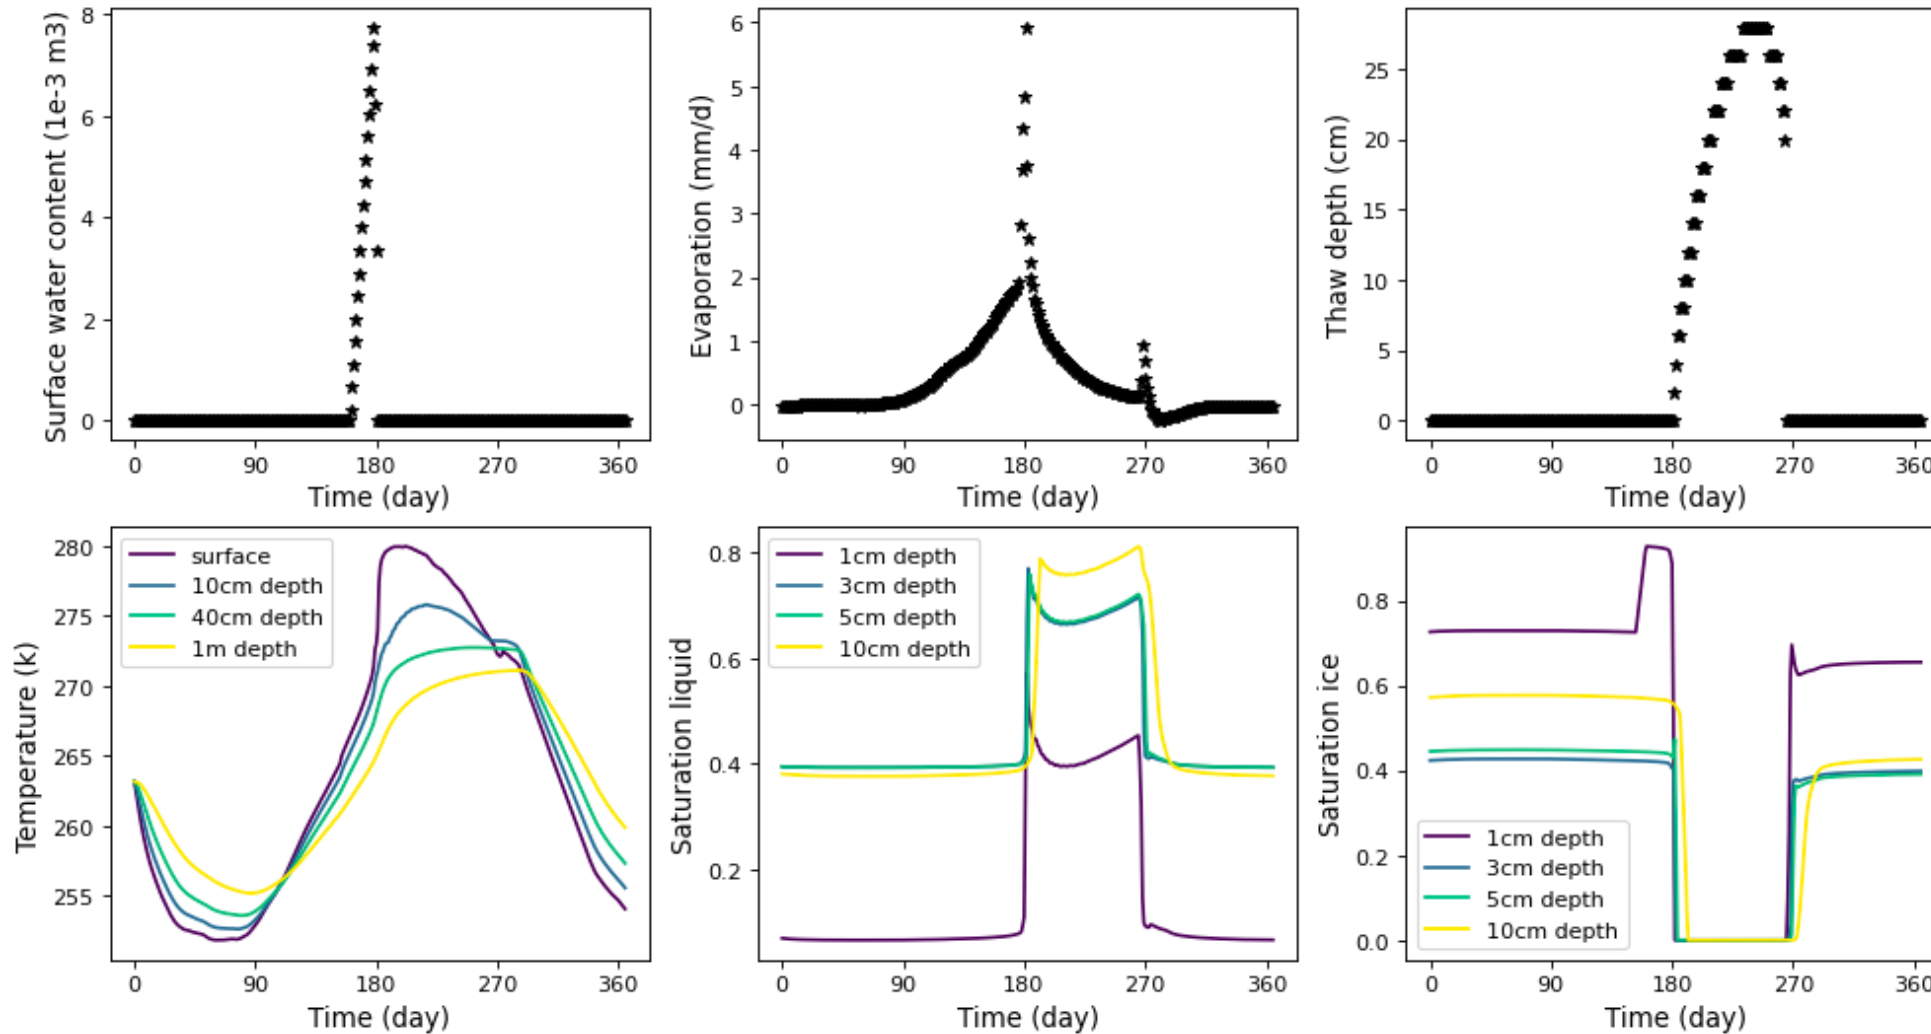 Surface water content (1e-3 m3)
8
6
4
2
0
0 90 180 270 360
Time (day)
Evaporation (mm/d)
6
5
4
3
2
1
0
0 90 180 270 360
Time (day)
Thaw depth (cm)
25
20
15
10
5
0
0 90 180 270 360
Time (day)
Temperature (k)
280
275
270
265
260
255
surface
10cm depth
40cm depth
1m depth
0 90 180 270 360
Time (day)
Saturation liquid
0.8
0.6
0.4
0.2
1cm depth
3cm depth
5cm depth
10cm depth
0 90 180 270 360
Time (day)
Saturation ice
0.8
0.6
0.4
0.2
0.0
1cm depth
3cm depth
5cm depth
10cm depth
0 90 180 270 360
Time (day)